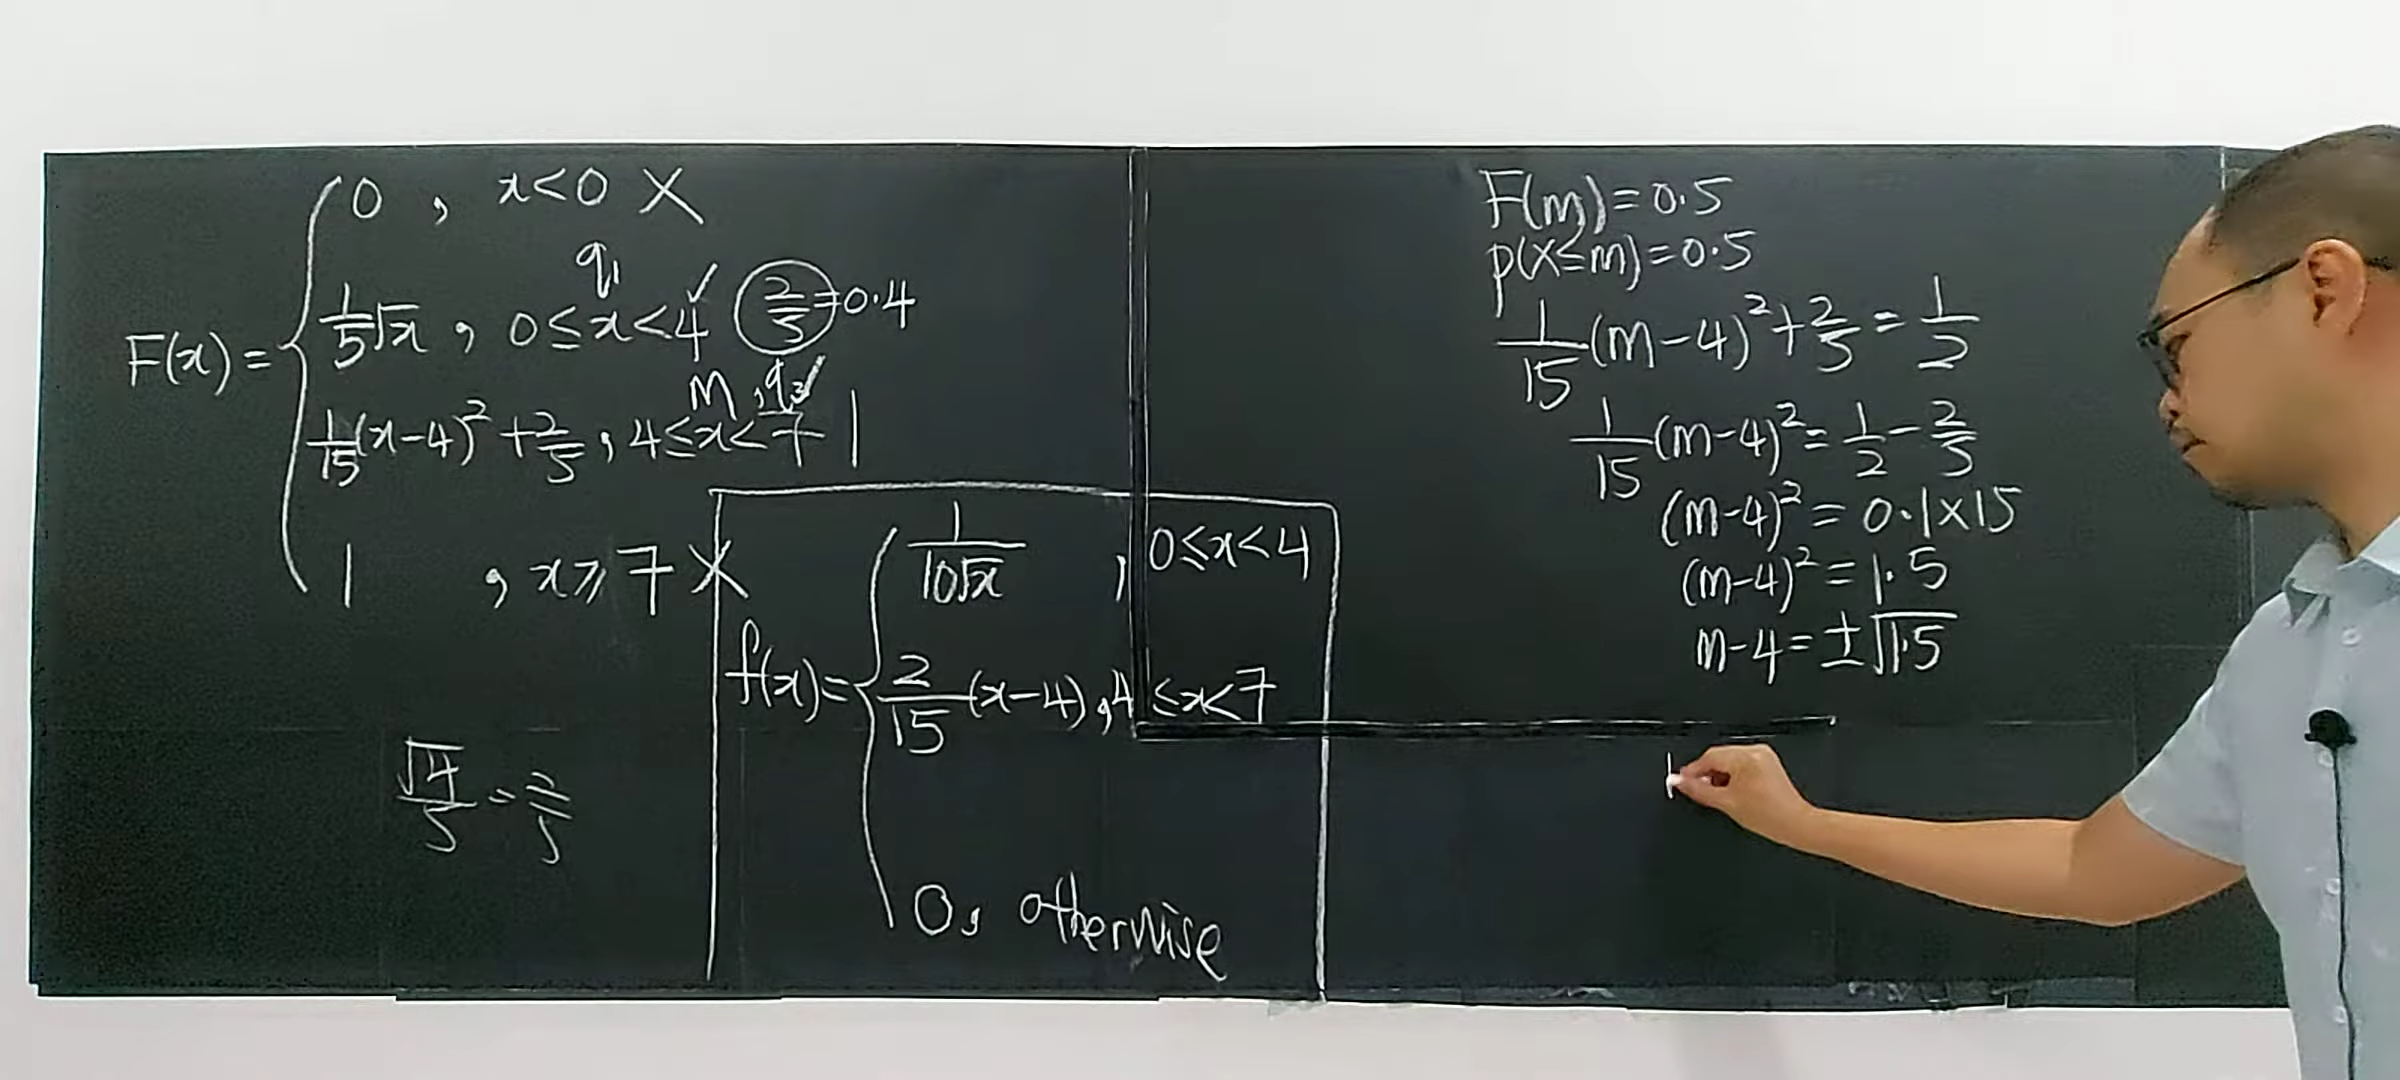 0 , x<0 X
q₁
1/5 √x , 0≤x<4 ✓ 2/5 =0.4
F(x)=
m , q₃ ✓
1/15 (x-4)² + 2/5 , 4≤x<7 1
1 , x≥7 X
√4/5 = 2/5
1/10√x , 0≤x<4
f(x)= 2/15 (x-4) , 4≤x<7
0, otherwise
F(m)=0.5
P(X≤m)=0.5
1/15 (m-4)² + 2/5 = 1/2
1/15 (m-4)² = 1/2 - 2/5
(m-4)² = 0.1×15
(m-4)² = 1.5
m-4 = ±√1.5